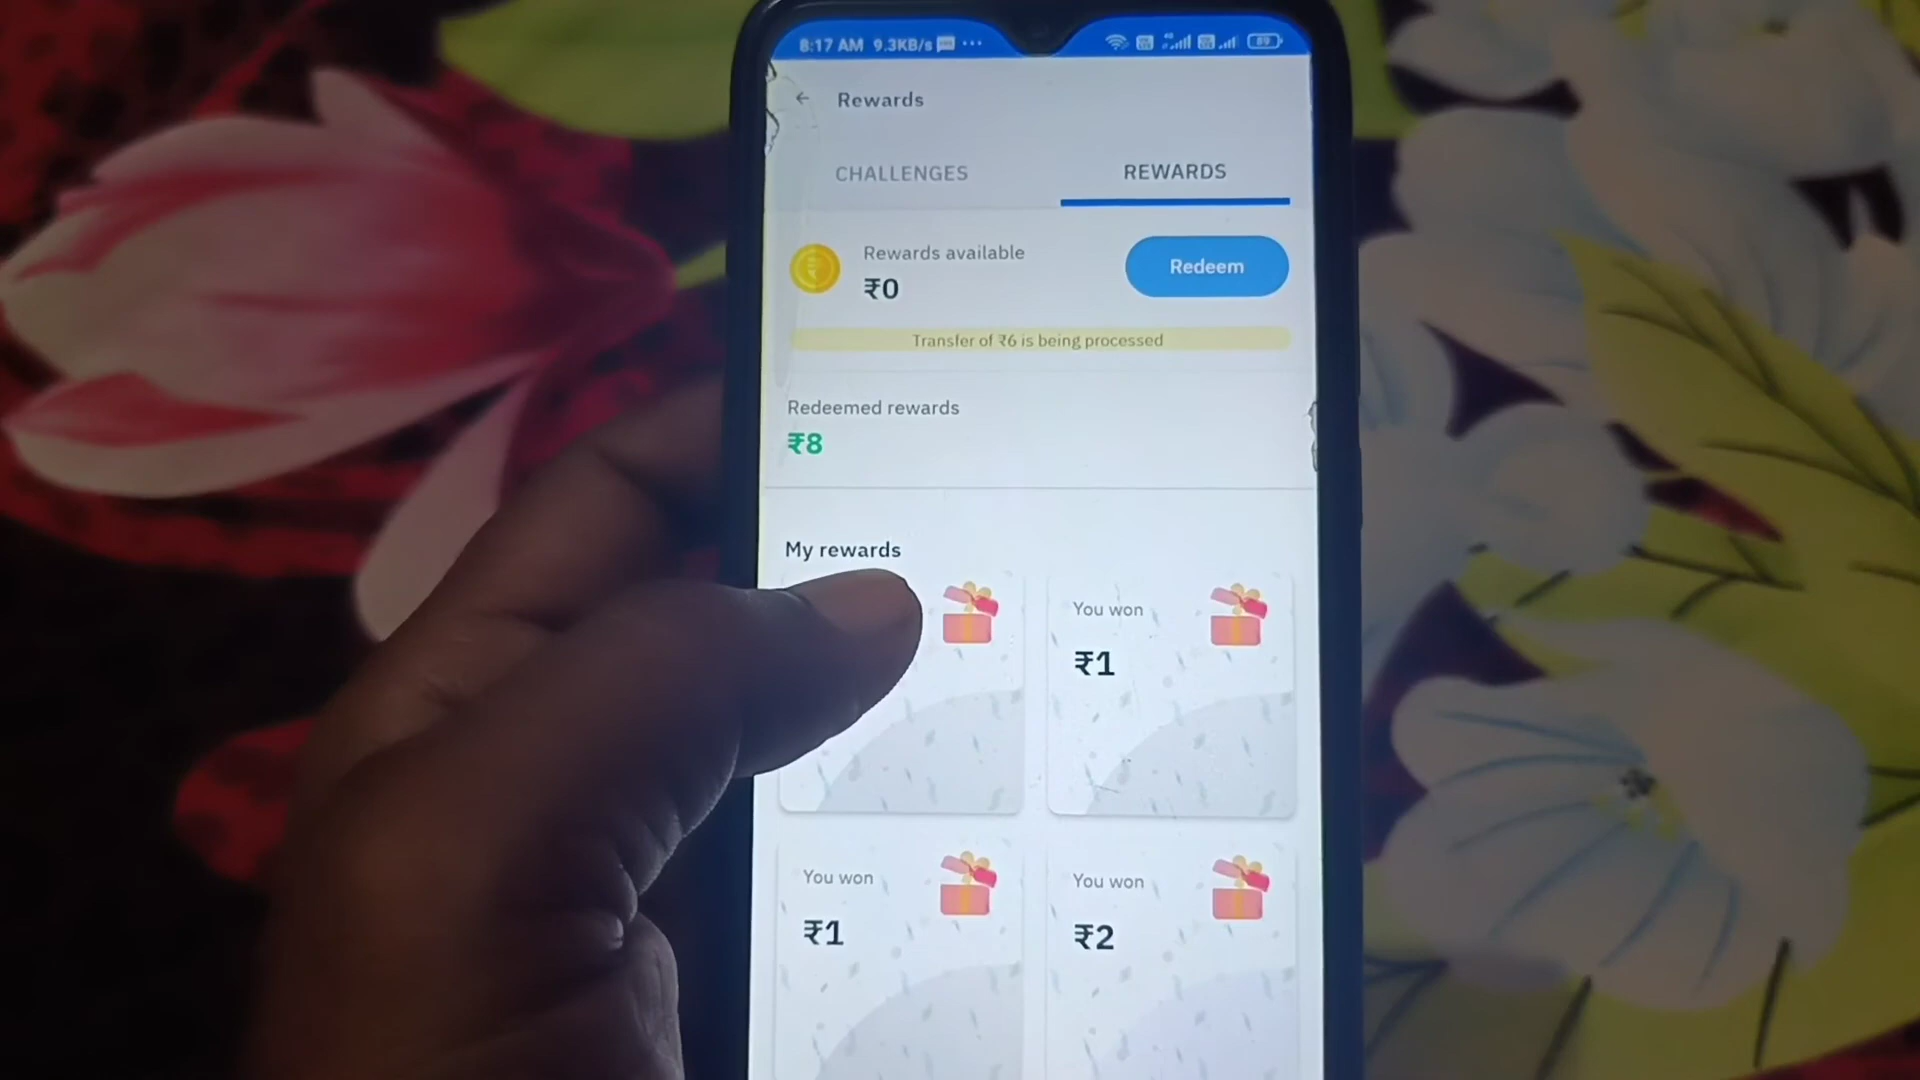 8:17 AM 9.3KB/s
89
Rewards
CHALLENGES
REWARDS
Rewards available
₹0
Redeem
Transfer of ₹6 is being processed
Redeemed rewards
₹8
My rewards
You won
₹1
You won
₹1
You won
₹2